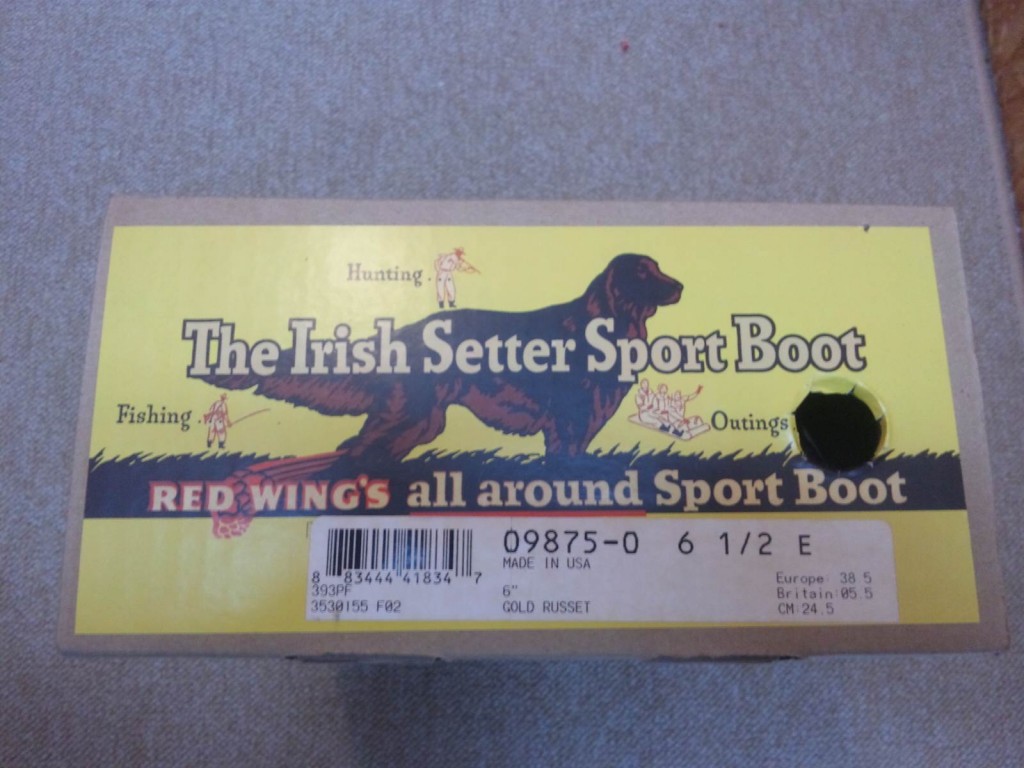 Hunting
The Irish Setter Sport Boot
Fishing
Outings
RED WING'S all around Sport Boot
09875-0 6 1/2 E
MADE IN USA
8 83444 41834 7
393PF 6"
3530155 F02 GOLD RUSSET
Europe: 38 5
Britain:05.5
CM:24.5